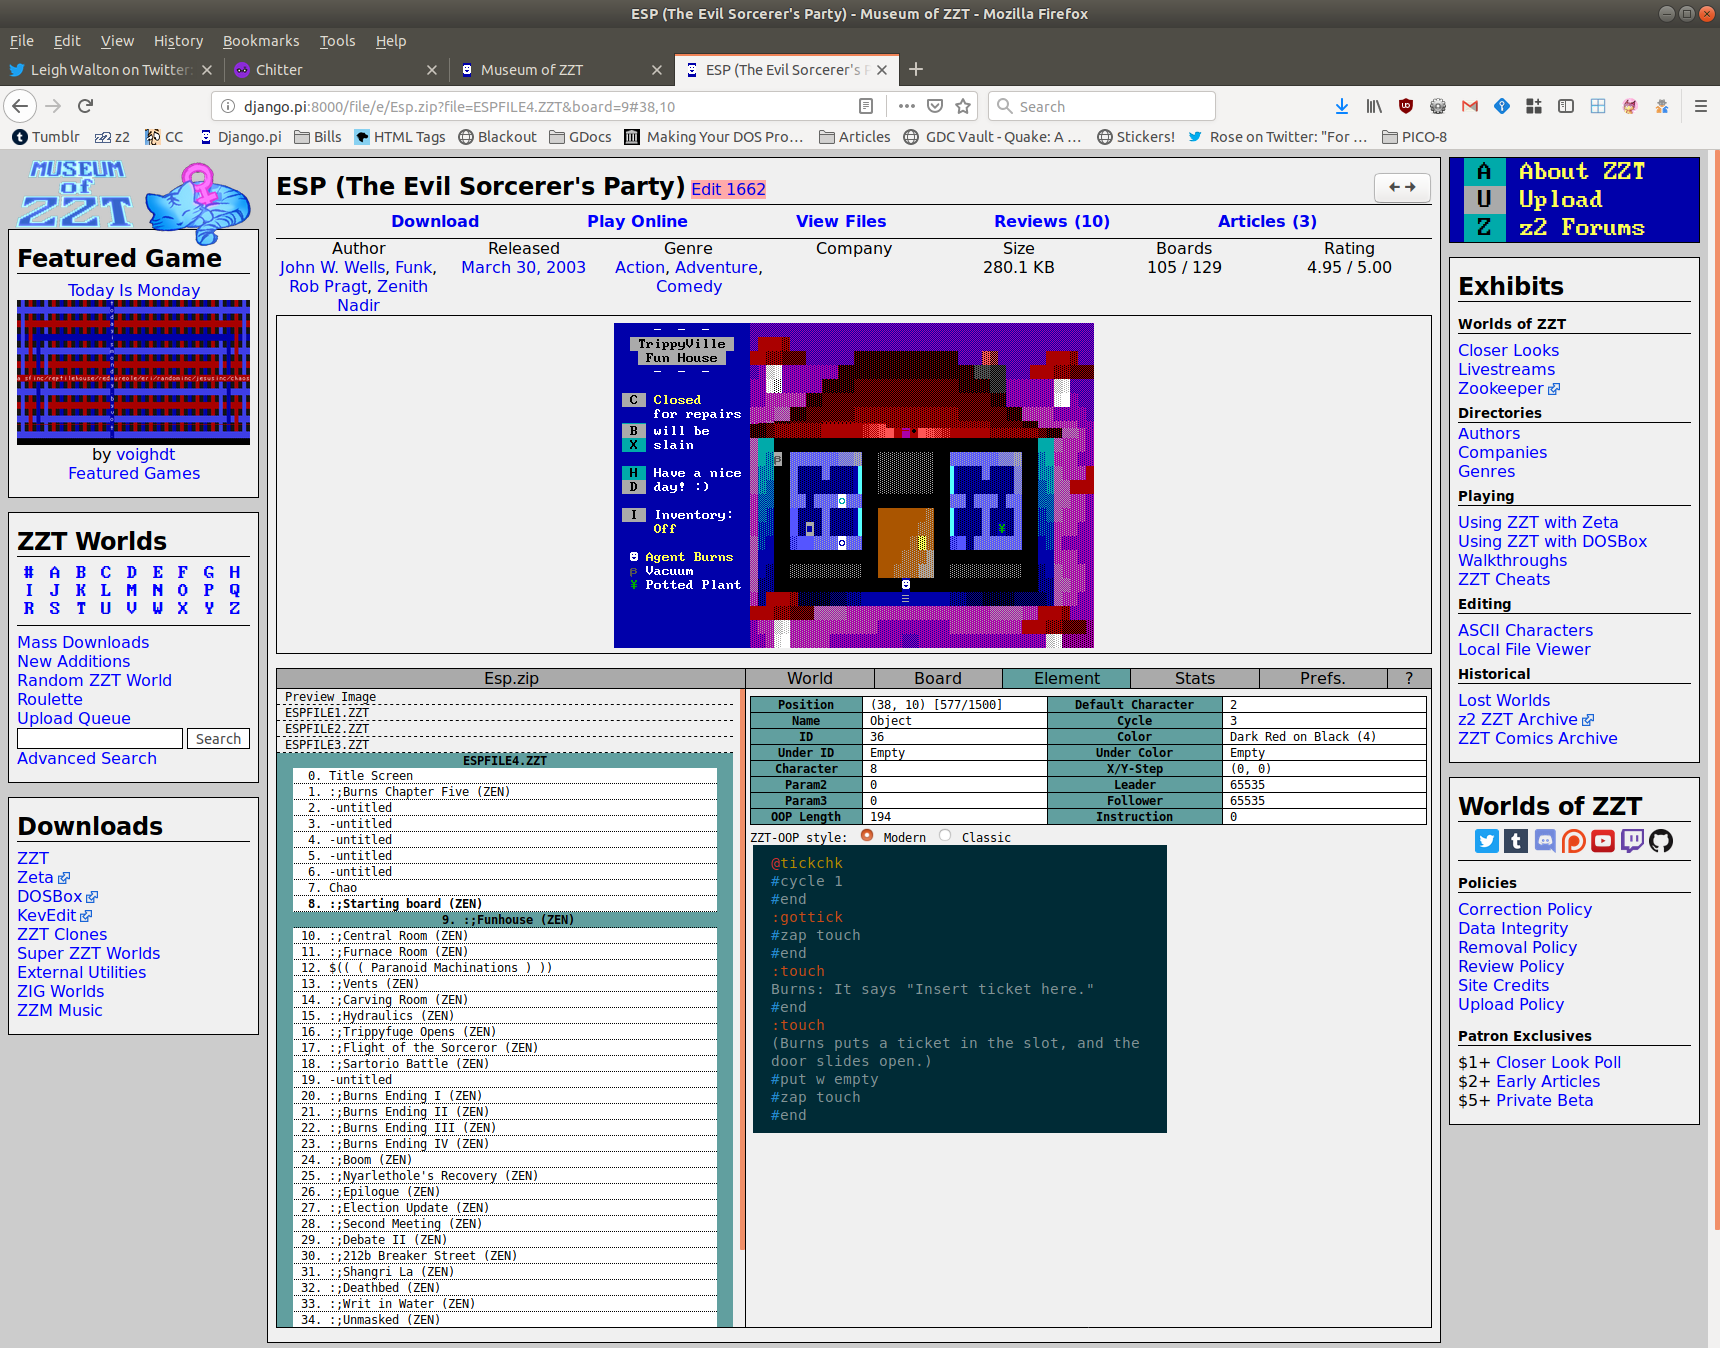 ESP (The Evil Sorcerer's Party) - Museum of ZZT - Mozilla Firefox
File Edit View History Bookmarks Tools Help
Leigh Walton on Twitter: Chitter Museum of ZZT ESP (The Evil Sorcerer's P
django.pi:8000/file/e/Esp.zip?file=ESPFILE4.ZZT&board=9#38,10 Search
Tumblr z2 CC Django.pi Bills HTML Tags Blackout GDocs Making Your DOS Pro… Articles GDC Vault - Quake: A … Stickers! Rose on Twitter: "For … PICO-8
MUSEUM
of
ZZT
Featured Game
Today Is Monday
by voighdt
Featured Games
ZZT Worlds
# A B C D E F G H
I J K L M N O P Q
R S T U V W X Y Z
Mass Downloads
New Additions
Random ZZT World
Roulette
Upload Queue
Search
Advanced Search
Downloads
ZZT
Zeta
DOSBox
KevEdit
ZZT Clones
Super ZZT Worlds
External Utilities
ZIG Worlds
ZZM Music
ESP (The Evil Sorcerer's Party) Edit 1662
Download Play Online View Files Reviews (10) Articles (3)
Author Released Genre Company Size Boards Rating
John W. Wells, Funk, March 30, 2003 Action, Adventure, 280.1 KB 105 / 129 4.95 / 5.00
Rob Pragt, Zenith Comedy
Nadir
TrippyVille
Fun House
C Closed
for repairs
B will be
X slain
H Have a nice
D day! :)
I Inventory:
Off
Agent Burns
Vacuum
¥ Potted Plant
Esp.zip
Preview Image
ESPFILE1.ZZT
ESPFILE2.ZZT
ESPFILE3.ZZT
ESPFILE4.ZZT
0. Title Screen
1. :;Burns Chapter Five (ZEN)
2. -untitled
3. -untitled
4. -untitled
5. -untitled
6. -untitled
7. Chao
8. :;Starting board (ZEN)
9. :;Funhouse (ZEN)
10. :;Central Room (ZEN)
11. :;Furnace Room (ZEN)
12. $(( ( Paranoid Machinations ) ))
13. :;Vents (ZEN)
14. :;Carving Room (ZEN)
15. :;Hydraulics (ZEN)
16. :;Trippyfuge Opens (ZEN)
17. :;Flight of the Sorceror (ZEN)
18. :;Sartorio Battle (ZEN)
19. -untitled
20. :;Burns Ending I (ZEN)
21. :;Burns Ending II (ZEN)
22. :;Burns Ending III (ZEN)
23. :;Burns Ending IV (ZEN)
24. :;Boom (ZEN)
25. :;Nyarlethole's Recovery (ZEN)
26. :;Epilogue (ZEN)
27. :;Election Update (ZEN)
28. :;Second Meeting (ZEN)
29. :;Debate II (ZEN)
30. :;212b Breaker Street (ZEN)
31. :;Shangri La (ZEN)
32. :;Deathbed (ZEN)
33. :;Writ in Water (ZEN)
34. :;Unmasked (ZEN)
World Board Element Stats Prefs. ?
Position (38, 10) [577/1500] Default Character 2
Name Object Cycle 3
ID 36 Color Dark Red on Black (4)
Under ID Empty Under Color Empty
Character 8 X/Y-Step (0, 0)
Param2 0 Leader 65535
Param3 0 Follower 65535
OOP Length 194 Instruction 0
ZZT-OOP style: Modern Classic
@tickchk
#cycle 1
#end
:gottick
#zap touch
#end
:touch
Burns: It says "Insert ticket here."
#end
:touch
(Burns puts a ticket in the slot, and the
door slides open.)
#put w empty
#zap touch
#end
A About ZZT
U Upload
Z z2 Forums
Exhibits
Worlds of ZZT
Closer Looks
Livestreams
Zookeeper
Directories
Authors
Companies
Genres
Playing
Using ZZT with Zeta
Using ZZT with DOSBox
Walkthroughs
ZZT Cheats
Editing
ASCII Characters
Local File Viewer
Historical
Lost Worlds
z2 ZZT Archive
ZZT Comics Archive
Worlds of ZZT
Policies
Correction Policy
Data Integrity
Removal Policy
Review Policy
Site Credits
Upload Policy
Patron Exclusives
$1+ Closer Look Poll
$2+ Early Articles
$5+ Private Beta